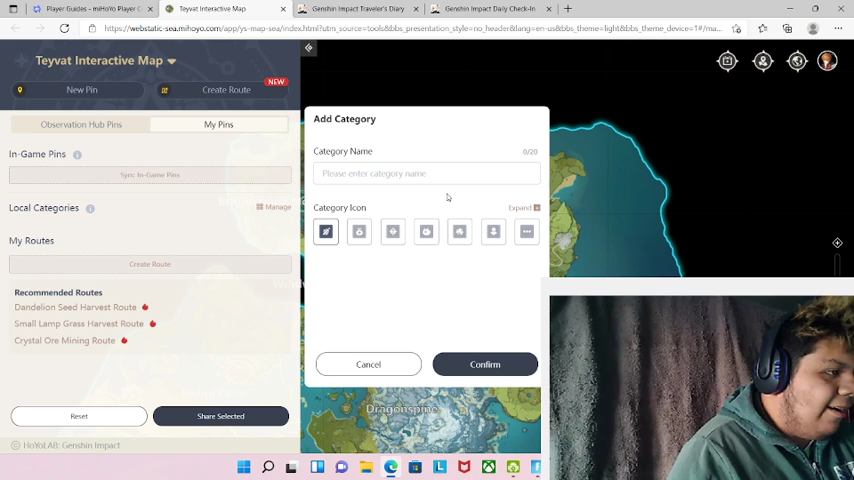 Player Guides - miHoYo Player C
Teyvat Interactive Map
Genshin Impact Traveler's Diary
Genshin Impact Daily Check-In
https://webstatic-sea.mihoyo.com/app/ys-map-sea/index.html?utm_source=tools&bbs_presentation_style=no_header&lang=en-us&bbs_theme=light&bbs_theme_device=1#/ma...
Teyvat Interactive Map
NEW
New Pin
Create Route
Observation Hub Pins
My Pins
In-Game Pins
Sync In-Game Pins
Local Categories
Manage
My Routes
Create Route
Recommended Routes
Dandelion Seed Harvest Route
Small Lamp Grass Harvest Route
Crystal Ore Mining Route
Reset
Share Selected
HoYoLAB: Genshin Impact
Add Category
Category Name
0/20
Please enter category name
Category Icon
Expand
Cancel
Confirm
Dragonspine